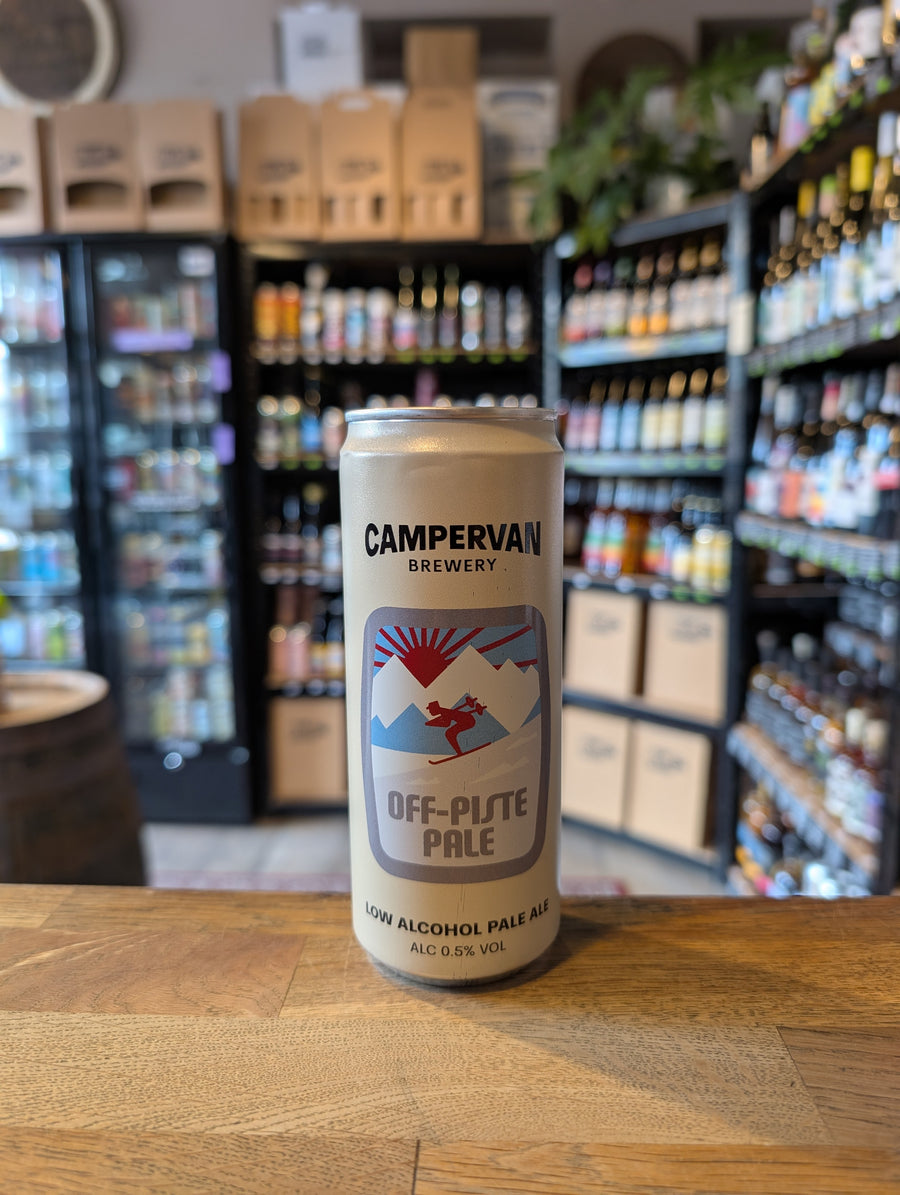 CAMPERVAN
BREWERY
OFF-PISTE
PALE
LOW ALCOHOL PALE ALE
ALC 0.5% VOL